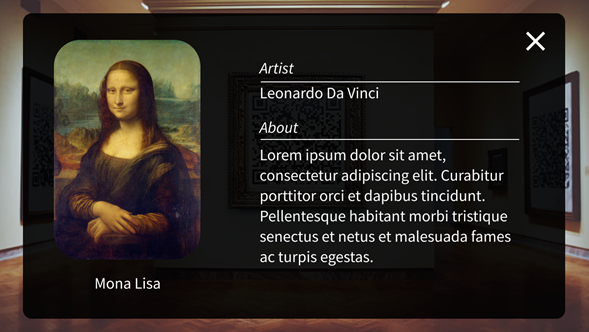 Artist
Leonardo Da Vinci
About
Lorem ipsum dolor sit amet,
consectetur adipiscing elit. Curabitur
porttitor orci et dapibus tincidunt.
Pellentesque habitant morbi tristique
senectus et netus et malesuada fames
ac turpis egestas.
Mona Lisa